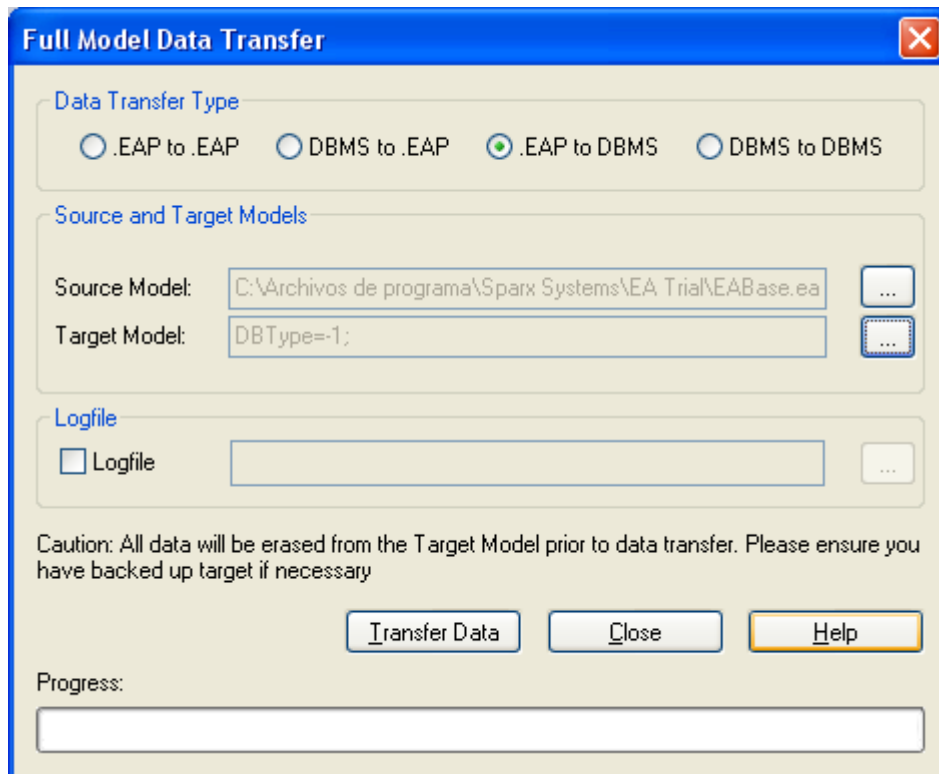 Full Model Data Transfer
Data Transfer Type
.EAP to .EAP DBMS to .EAP .EAP to DBMS DBMS to DBMS
Source and Target Models
Source Model: C:\Archivos de programa\Sparx Systems\EA Trial\EABase.ea ...
Target Model: DBType=-1; ...
Logfile
Logfile ...
Caution: All data will be erased from the Target Model prior to data transfer. Please ensure you
have backed up target if necessary
Transfer Data Close Help
Progress: